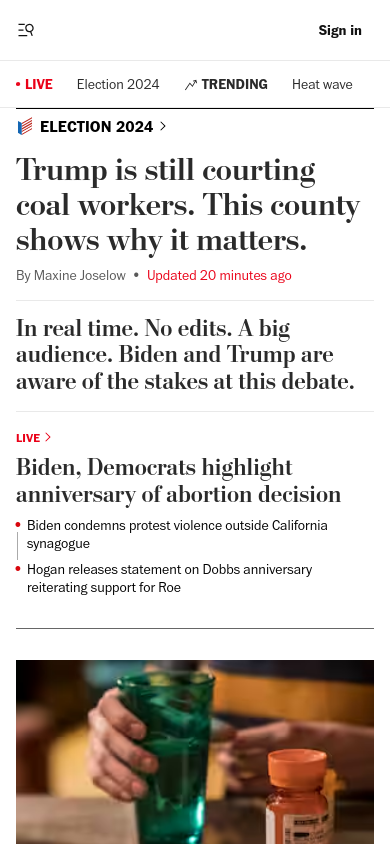 Sign in
• LIVE Election 2024 TRENDING Heat wave
ELECTION 2024 >
Trump is still courting
coal workers. This county
shows why it matters.
By Maxine Joselow • Updated 20 minutes ago
In real time. No edits. A big
audience. Biden and Trump are
aware of the stakes at this debate.
LIVE >
Biden, Democrats highlight
anniversary of abortion decision
• Biden condemns protest violence outside California
synagogue
• Hogan releases statement on Dobbs anniversary
reiterating support for Roe